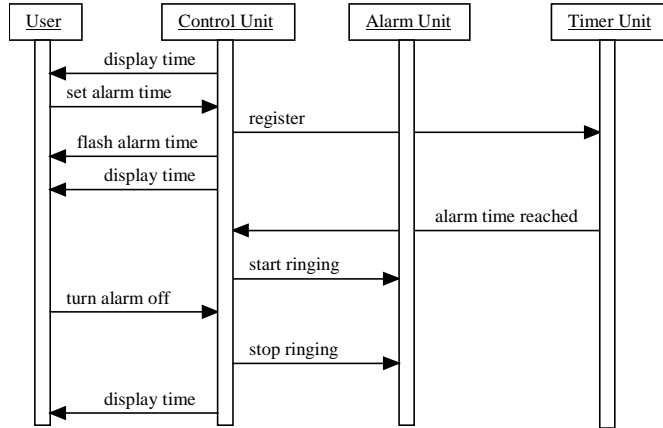 User
Control Unit
Alarm Unit
Timer Unit
display time
set alarm time
register
flash alarm time
display time
alarm time reached
start ringing
turn alarm off
stop ringing
display time